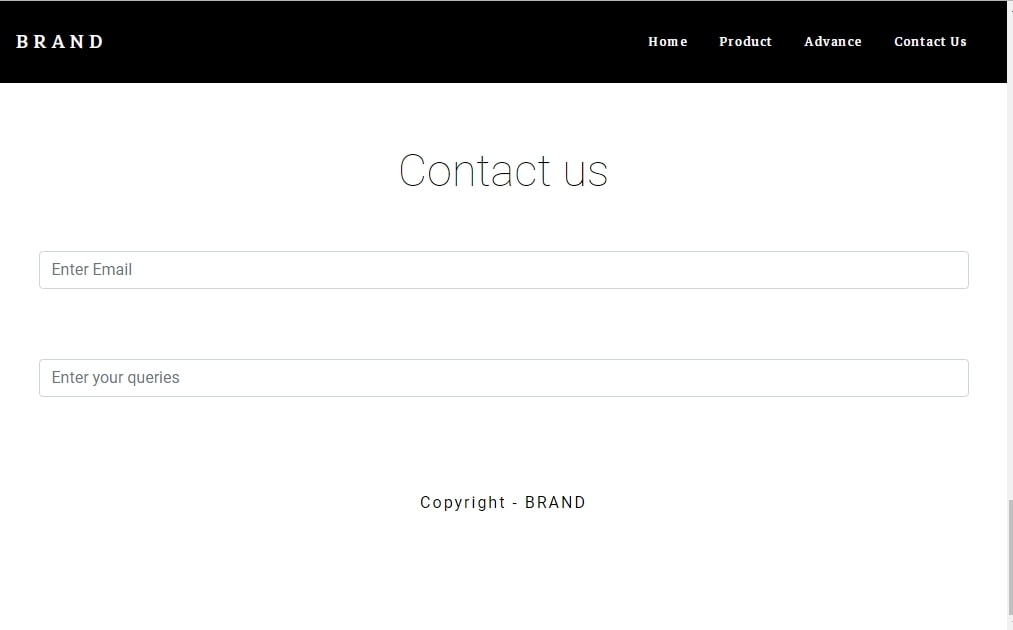 BRAND Home Product Advance Contact Us
Contact us
Enter Email
Enter your queries
Copyright - BRAND